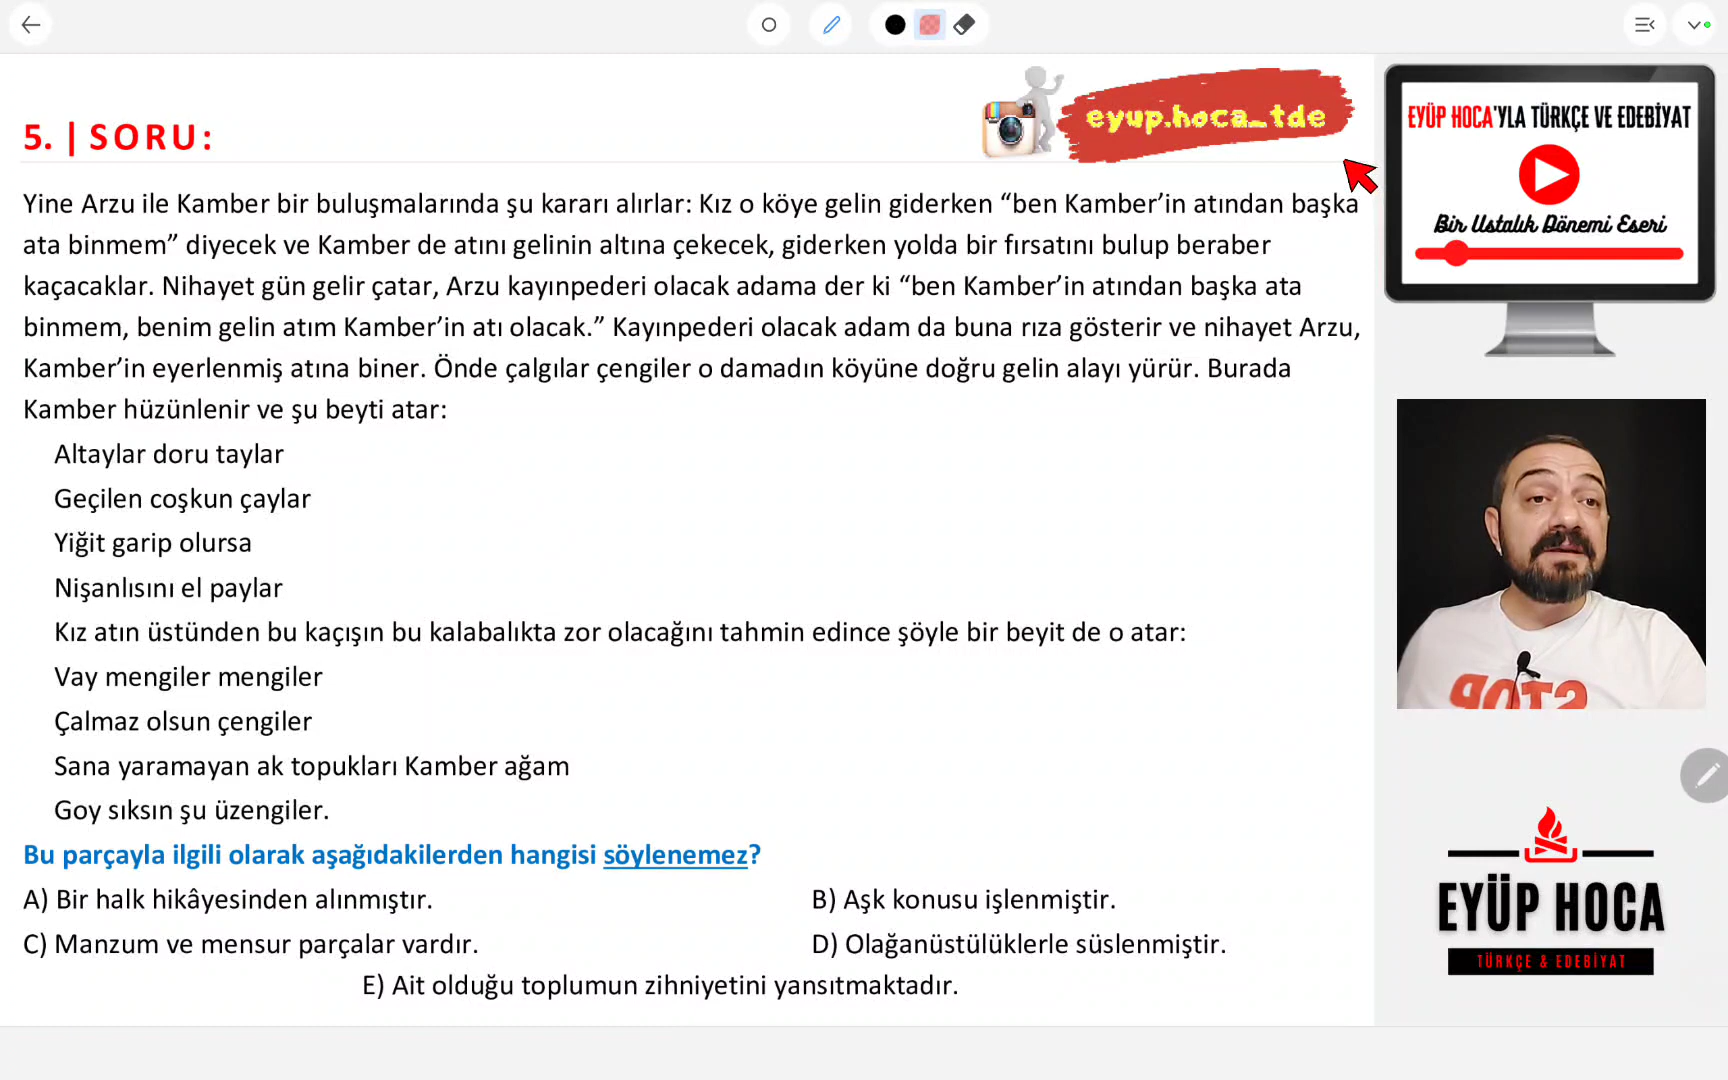 5. | SORU:
eyup.hoca_tde
EYÜP HOCA'YLA TÜRKÇE VE EDEBİYAT
Bir Ustalık Dönemi Eseri
Yine Arzu ile Kamber bir buluşmalarında şu kararı alırlar: Kız o köye gelin giderken “ben Kamber’in atından başka
ata binmem” diyecek ve Kamber de atını gelinin altına çekecek, giderken yolda bir fırsatını bulup beraber
kaçacaklar. Nihayet gün gelir çatar, Arzu kayınpederi olacak adama der ki “ben Kamber’in atından başka ata
binmem, benim gelin atım Kamber’in atı olacak.” Kayınpederi olacak adam da buna rıza gösterir ve nihayet Arzu,
Kamber’in eyerlenmiş atına biner. Önde çalgılar çengiler o damadın köyüne doğru gelin alayı yürür. Burada
Kamber hüzünlenir ve şu beyti atar:
Altaylar doru taylar
Geçilen coşkun çaylar
Yiğit garip olursa
Nişanlısını el paylar
Kız atın üstünden bu kaçışın bu kalabalıkta zor olacağını tahmin edince şöyle bir beyit de o atar:
Vay mengiler mengiler
Çalmaz olsun çengiler
Sana yaramayan ak topukları Kamber ağam
Goy sıksın şu üzengiler.
Bu parçayla ilgili olarak aşağıdakilerden hangisi söylenemez?
A) Bir halk hikâyesinden alınmıştır.
B) Aşk konusu işlenmiştir.
C) Manzum ve mensur parçalar vardır.
D) Olağanüstülüklerle süslenmiştir.
E) Ait olduğu toplumun zihniyetini yansıtmaktadır.
STOP
EYÜP HOCA
TÜRKÇE & EDEBİYAT